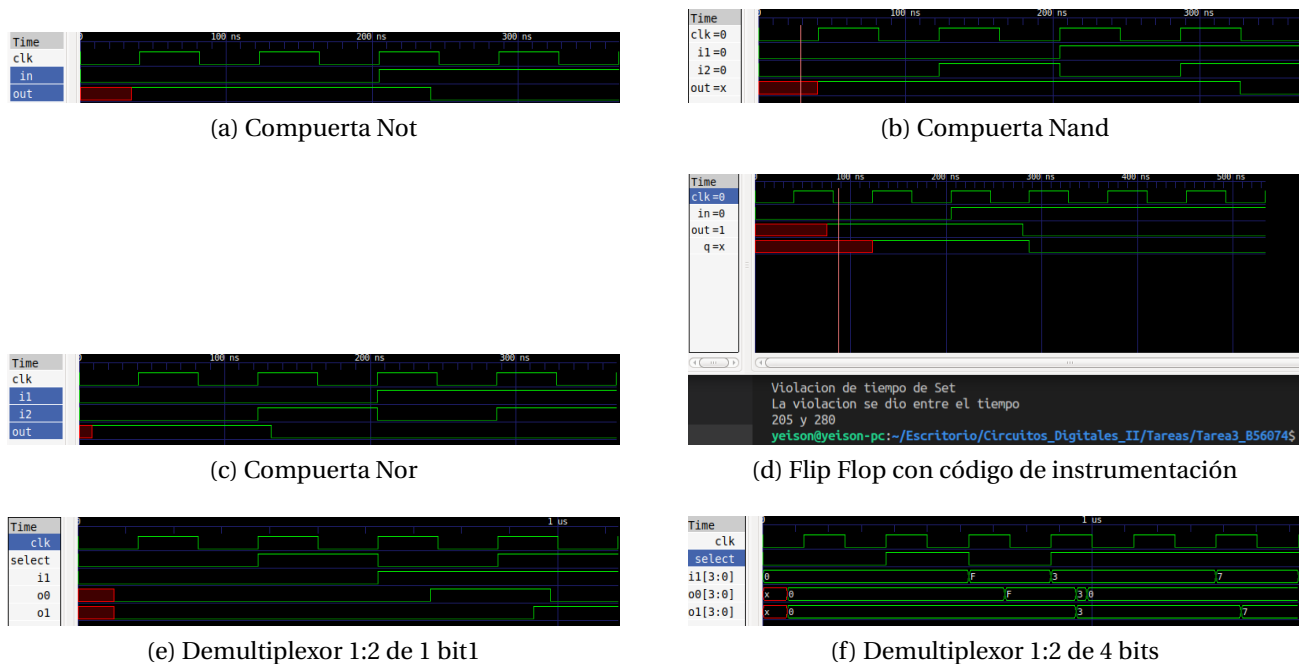 Time
100 ns 200 ns 300 ns
clk
in
out
(a) Compuerta Not
Time
100 ns 200 ns 300 ns
clk=0
i1=0
i2=0
out=x
(b) Compuerta Nand
Time
100 ns 200 ns 300 ns
clk
i1
i2
out
(c) Compuerta Nor
Time
100 ns 200 ns 300 ns 400 ns 500 ns
clk=0
in=0
out=1
q=x
Violacion de tiempo de Set
La violacion se dio entre el tiempo
205 y 280
yeison@yeison-pc:~/Escritorio/Circuitos_Digitales_II/Tareas/Tarea3_B56074$
(d) Flip Flop con código de instrumentación
Time
1 us
clk
select
i1
o0
o1
(e) Demultiplexor 1:2 de 1 bit1
Time
1 us
clk
select
i1[3:0] 0 F 3 7
o0[3:0] x 0 F 3 0
o1[3:0] x 0 3 7
(f) Demultiplexor 1:2 de 4 bits